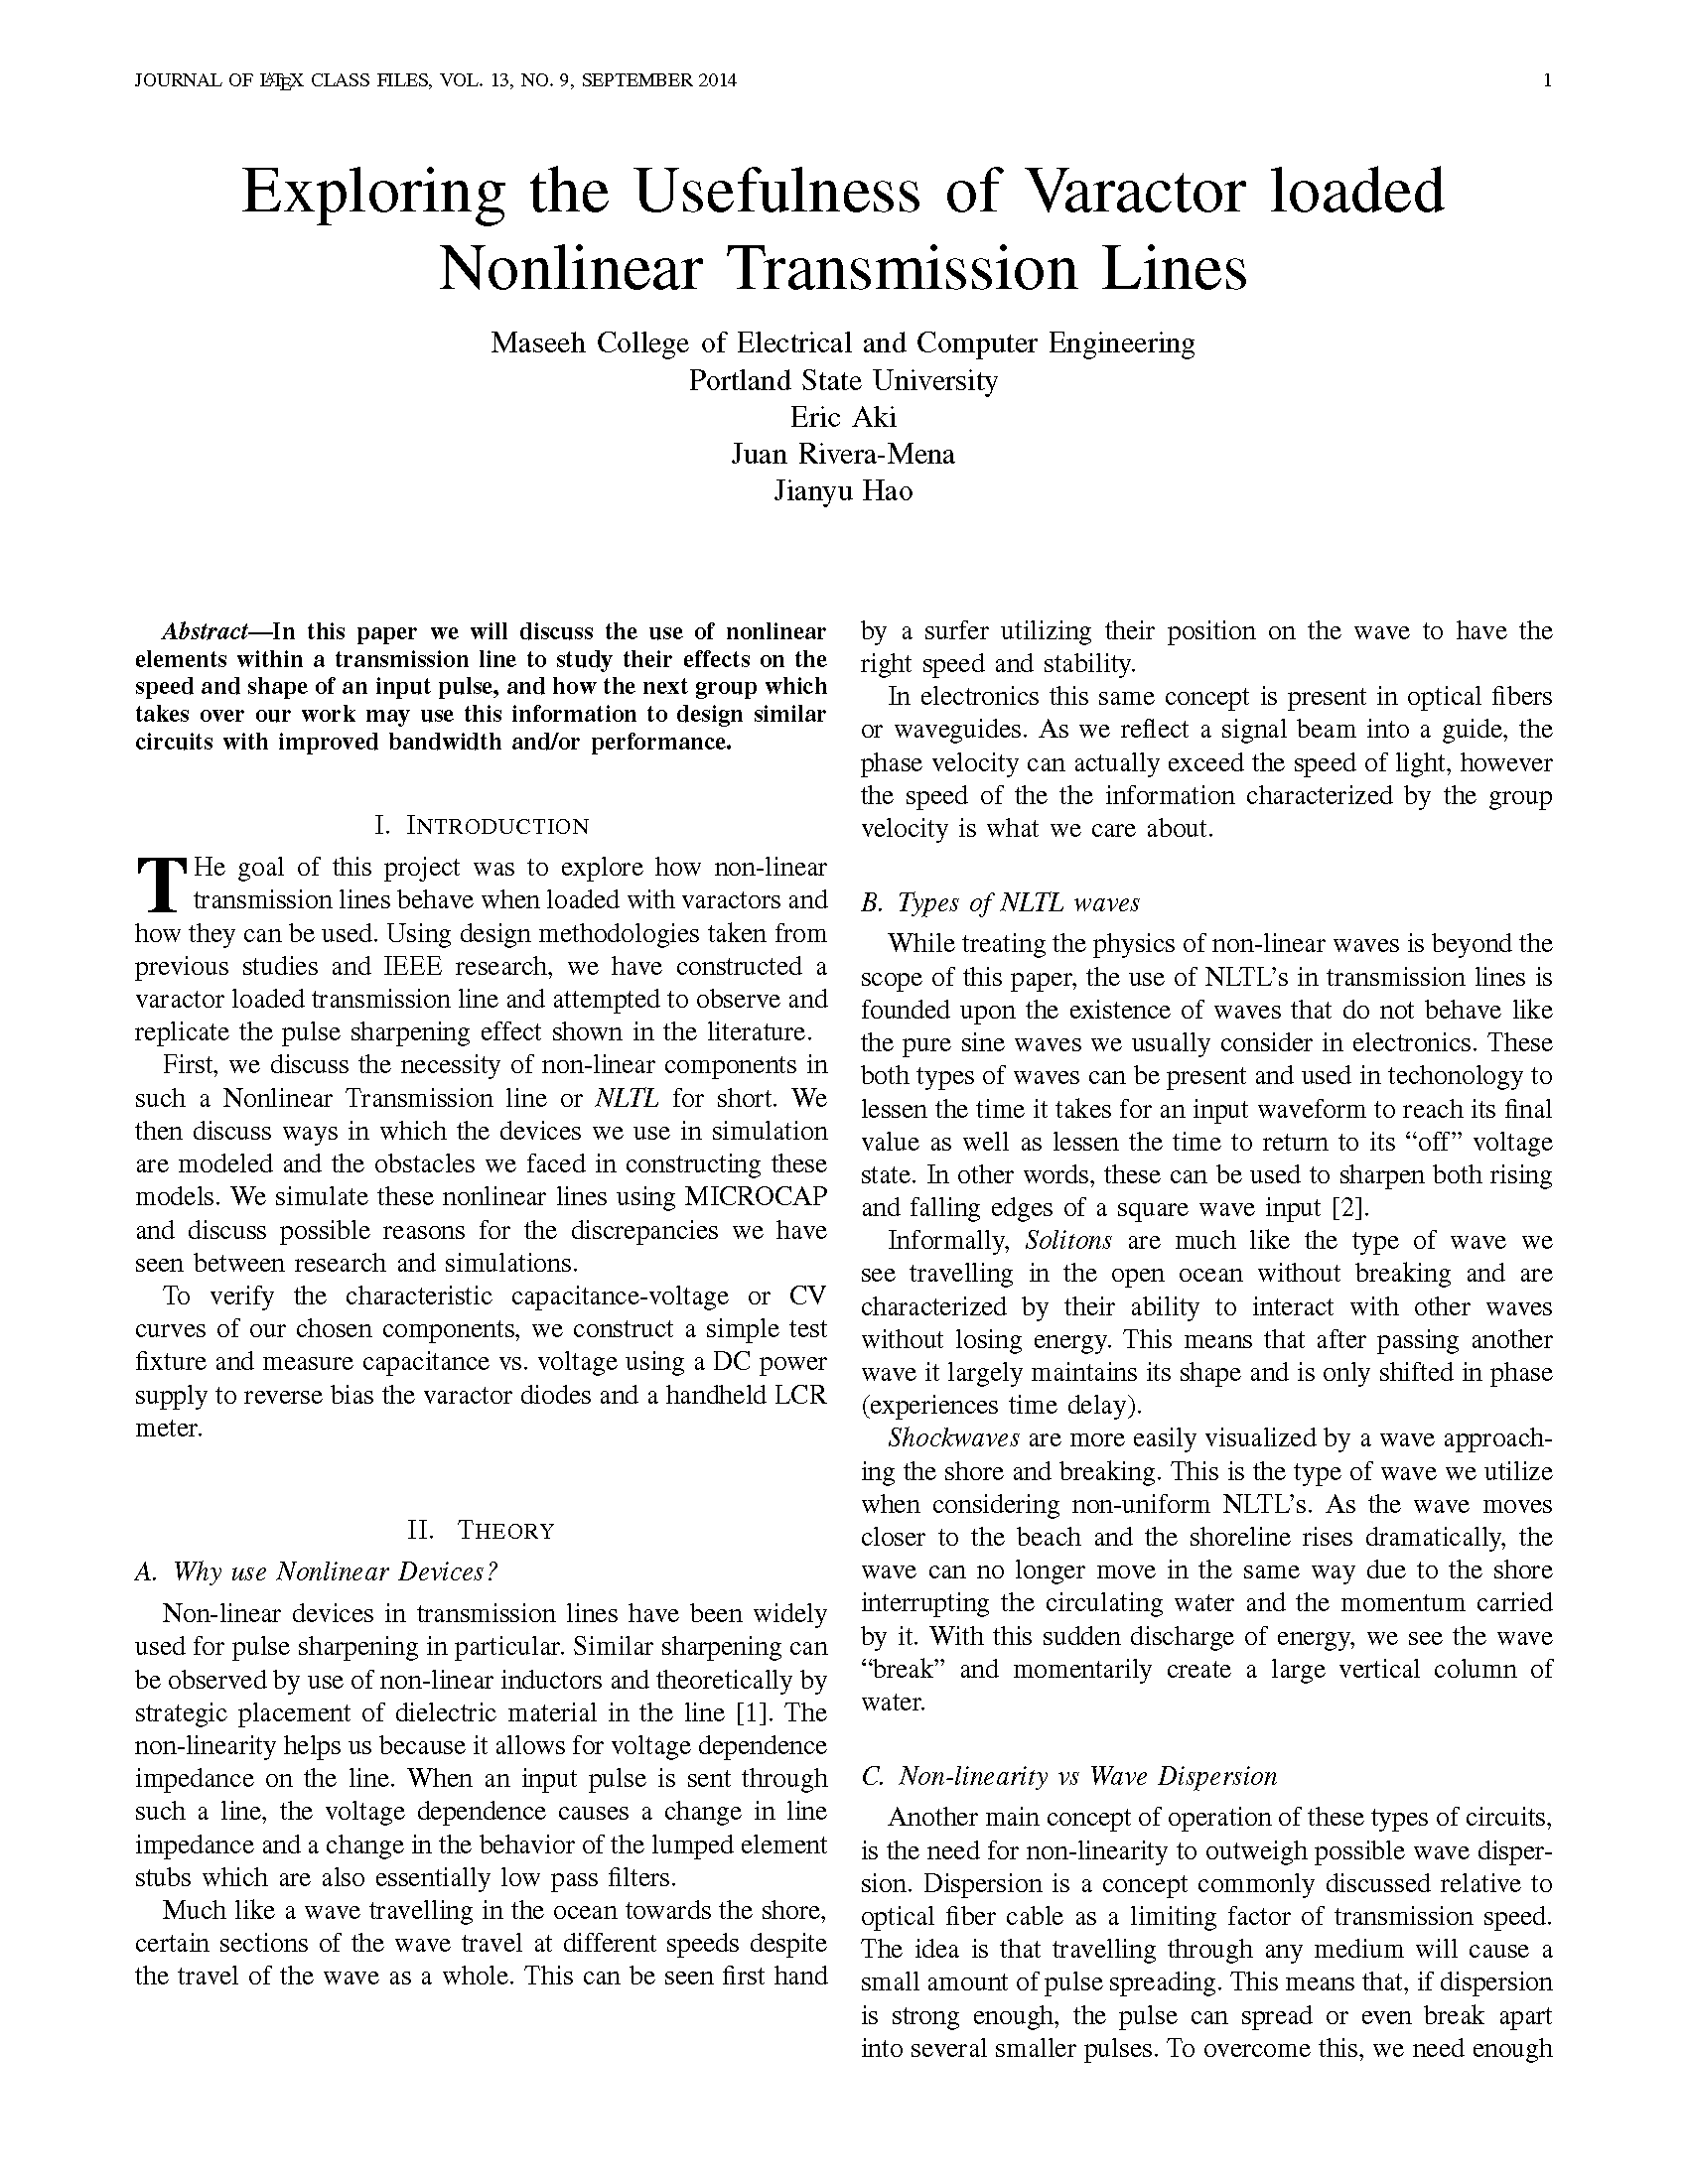 JOURNAL OF LATEX CLASS FILES, VOL. 13, NO. 9, SEPTEMBER 2014
1
Exploring the Usefulness of Varactor loaded
Nonlinear Transmission Lines
Maseeh College of Electrical and Computer Engineering
Portland State University
Eric Aki
Juan Rivera-Mena
Jianyu Hao
Abstract—In this paper we will discuss the use of nonlinear
elements within a transmission line to study their effects on the
speed and shape of an input pulse, and how the next group which
takes over our work may use this information to design similar
circuits with improved bandwidth and/or performance.
I. INTRODUCTION
THe goal of this project was to explore how non-linear
transmission lines behave when loaded with varactors and
how they can be used. Using design methodologies taken from
previous studies and IEEE research, we have constructed a
varactor loaded transmission line and attempted to observe and
replicate the pulse sharpening effect shown in the literature.
First, we discuss the necessity of non-linear components in
such a Nonlinear Transmission line or NLTL for short. We
then discuss ways in which the devices we use in simulation
are modeled and the obstacles we faced in constructing these
models. We simulate these nonlinear lines using MICROCAP
and discuss possible reasons for the discrepancies we have
seen between research and simulations.
To verify the characteristic capacitance-voltage or CV
curves of our chosen components, we construct a simple test
fixture and measure capacitance vs. voltage using a DC power
supply to reverse bias the varactor diodes and a handheld LCR
meter.
II. THEORY
A. Why use Nonlinear Devices?
Non-linear devices in transmission lines have been widely
used for pulse sharpening in particular. Similar sharpening can
be observed by use of non-linear inductors and theoretically by
strategic placement of dielectric material in the line [1]. The
non-linearity helps us because it allows for voltage dependence
impedance on the line. When an input pulse is sent through
such a line, the voltage dependence causes a change in line
impedance and a change in the behavior of the lumped element
stubs which are also essentially low pass filters.
Much like a wave travelling in the ocean towards the shore,
certain sections of the wave travel at different speeds despite
the travel of the wave as a whole. This can be seen first hand
by a surfer utilizing their position on the wave to have the
right speed and stability.
In electronics this same concept is present in optical fibers
or waveguides. As we reflect a signal beam into a guide, the
phase velocity can actually exceed the speed of light, however
the speed of the the information characterized by the group
velocity is what we care about.
B. Types of NLTL waves
While treating the physics of non-linear waves is beyond the
scope of this paper, the use of NLTL's in transmission lines is
founded upon the existence of waves that do not behave like
the pure sine waves we usually consider in electronics. These
both types of waves can be present and used in techonology to
lessen the time it takes for an input waveform to reach its final
value as well as lessen the time to return to its “off” voltage
state. In other words, these can be used to sharpen both rising
and falling edges of a square wave input [2].
Informally, Solitons are much like the type of wave we
see travelling in the open ocean without breaking and are
characterized by their ability to interact with other waves
without losing energy. This means that after passing another
wave it largely maintains its shape and is only shifted in phase
(experiences time delay).
Shockwaves are more easily visualized by a wave approach-
ing the shore and breaking. This is the type of wave we utilize
when considering non-uniform NLTL's. As the wave moves
closer to the beach and the shoreline rises dramatically, the
wave can no longer move in the same way due to the shore
interrupting the circulating water and the momentum carried
by it. With this sudden discharge of energy, we see the wave
“break” and momentarily create a large vertical column of
water.
C. Non-linearity vs Wave Dispersion
Another main concept of operation of these types of circuits,
is the need for non-linearity to outweigh possible wave disper-
sion. Dispersion is a concept commonly discussed relative to
optical fiber cable as a limiting factor of transmission speed.
The idea is that travelling through any medium will cause a
small amount of pulse spreading. This means that, if dispersion
is strong enough, the pulse can spread or even break apart
into several smaller pulses. To overcome this, we need enough